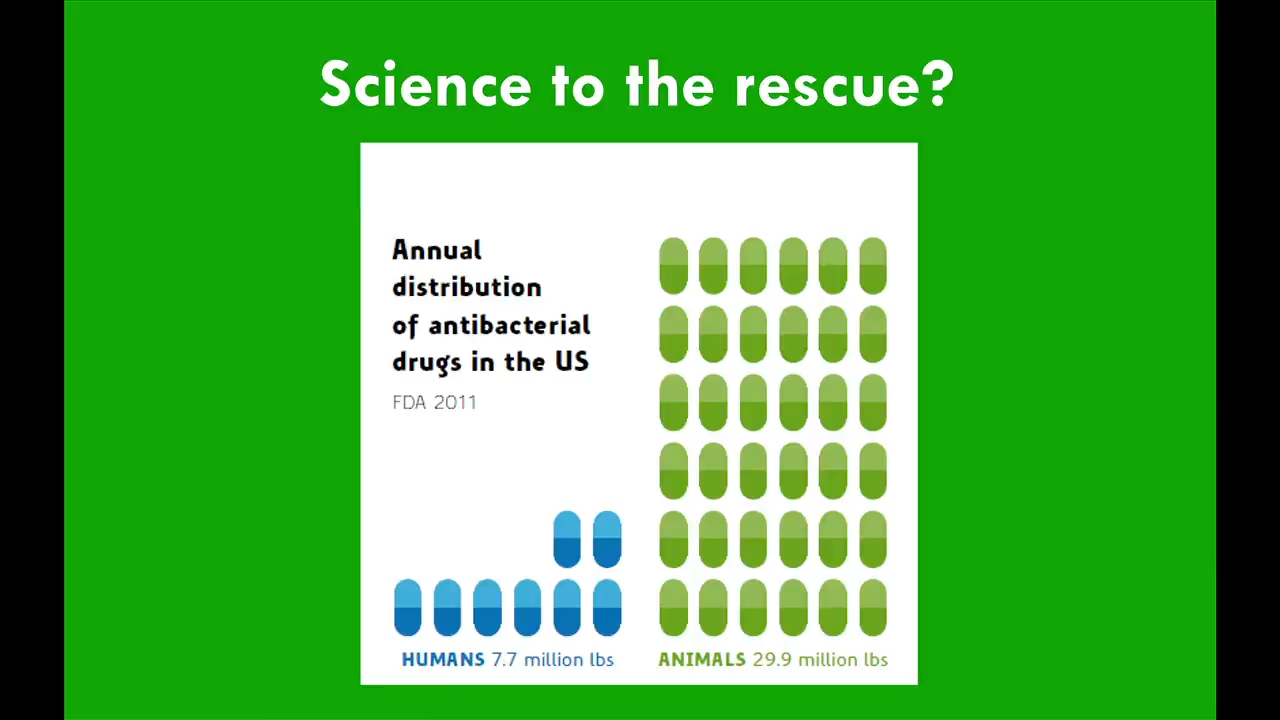 Science to the rescue?
Annual
distribution
of antibacterial
drugs in the US
FDA 2011
HUMANS 7.7 million lbs
ANIMALS 29.9 million lbs